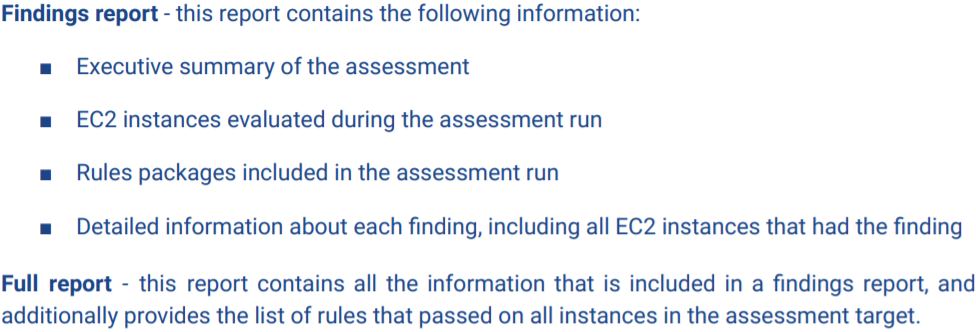 Findings report - this report contains the following information:
■ Executive summary of the assessment
■ EC2 instances evaluated during the assessment run
■ Rules packages included in the assessment run
■ Detailed information about each finding, including all EC2 instances that had the finding
Full report - this report contains all the information that is included in a findings report, and
additionally provides the list of rules that passed on all instances in the assessment target.